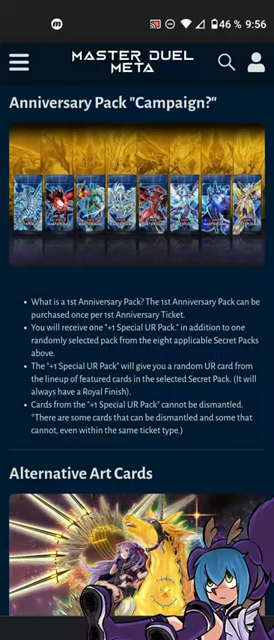 46 % 9:56
MASTER DUEL
META
Anniversary Pack "Campaign?"
• What is a 1st Anniversary Pack? The 1st Anniversary Pack can be
purchased once per 1st Anniversary Ticket.
• You will receive one "+1 Special UR Pack." in addition to one
randomly selected pack from the eight applicable Secret Packs
above.
• The "+1 Special UR Pack" will give you a random UR card from
the lineup of featured cards in the selected Secret Pack. (It will
always have a Royal Finish).
• Cards from the "+1 Special UR Pack" cannot be dismantled.
*There are some cards that can be dismantled and some that
cannot, even within the same ticket type.)
Alternative Art Cards